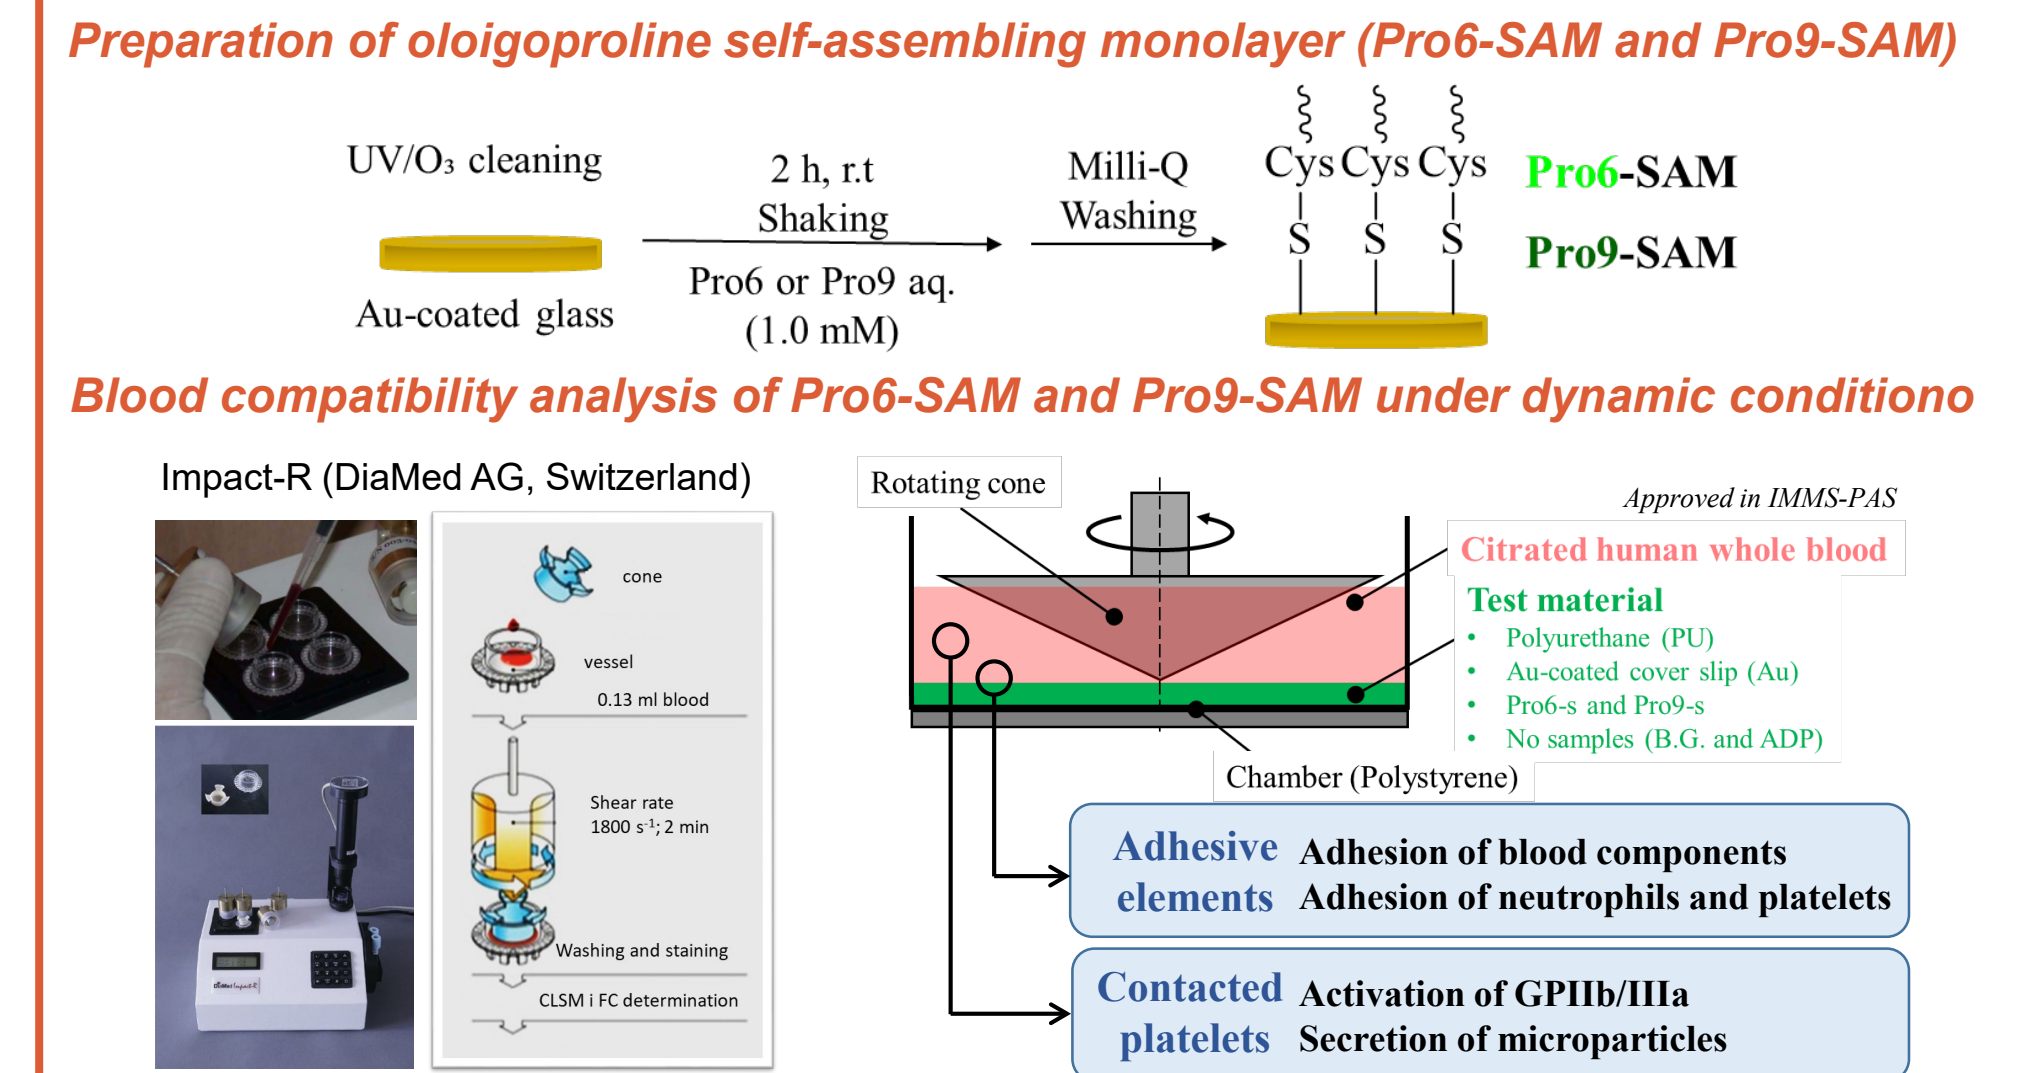 Preparation of oloigoproline self-assembling monolayer (Pro6-SAM and Pro9-SAM)
UV/O₃ cleaning
Au-coated glass
2 h, r.t
Shaking
Pro6 or Pro9 aq.
(1.0 mM)
Milli-Q
Washing
Cys Cys Cys
S S S
Pro6-SAM
Pro9-SAM
Blood compatibility analysis of Pro6-SAM and Pro9-SAM under dynamic conditiono
Impact-R (DiaMed AG, Switzerland)
cone
vessel
0.13 ml blood
Shear rate
1800 s⁻¹; 2 min
Washing and staining
CLSM i FC determination
Rotating cone
Approved in IMMS-PAS
Citrated human whole blood
Test material
• Polyurethane (PU)
• Au-coated cover slip (Au)
• Pro6-s and Pro9-s
• No samples (B.G. and ADP)
Chamber (Polystyrene)
Adhesive
elements
Adhesion of blood components
Adhesion of neutrophils and platelets
Contacted
platelets
Activation of GPIIb/IIIa
Secretion of microparticles